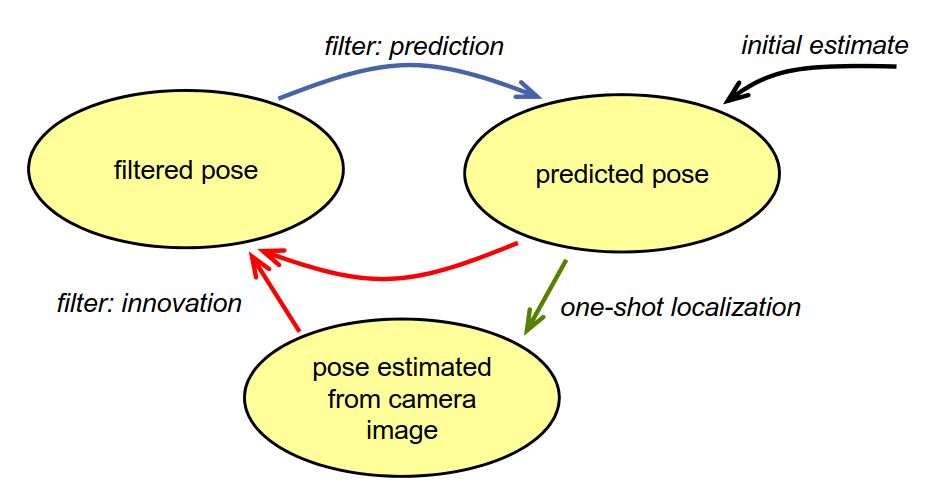 filter: prediction
initial estimate
filtered pose
predicted pose
filter: innovation
one-shot localization
pose estimated
from camera
image